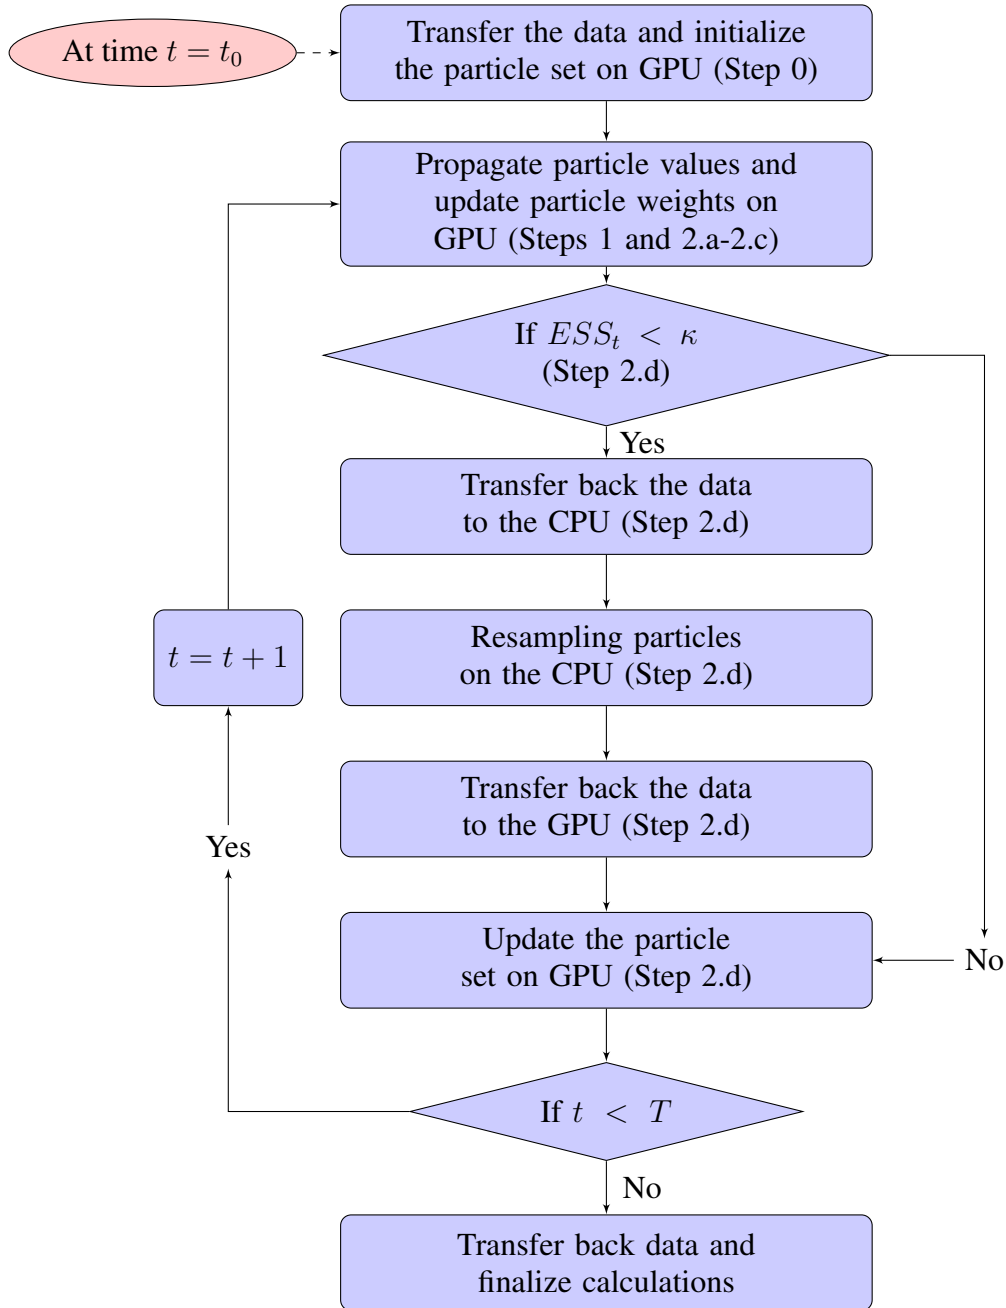 At time t = t₀
Transfer the data and initialize
the particle set on GPU (Step 0)
Propagate particle values and
update particle weights on
GPU (Steps 1 and 2.a-2.c)
If ESSₜ < κ
(Step 2.d)
Yes
Transfer back the data
to the CPU (Step 2.d)
Resampling particles
on the CPU (Step 2.d)
t = t + 1
Transfer back the data
to the GPU (Step 2.d)
Yes
Update the particle
set on GPU (Step 2.d)
No
If t < T
No
Transfer back data and
finalize calculations